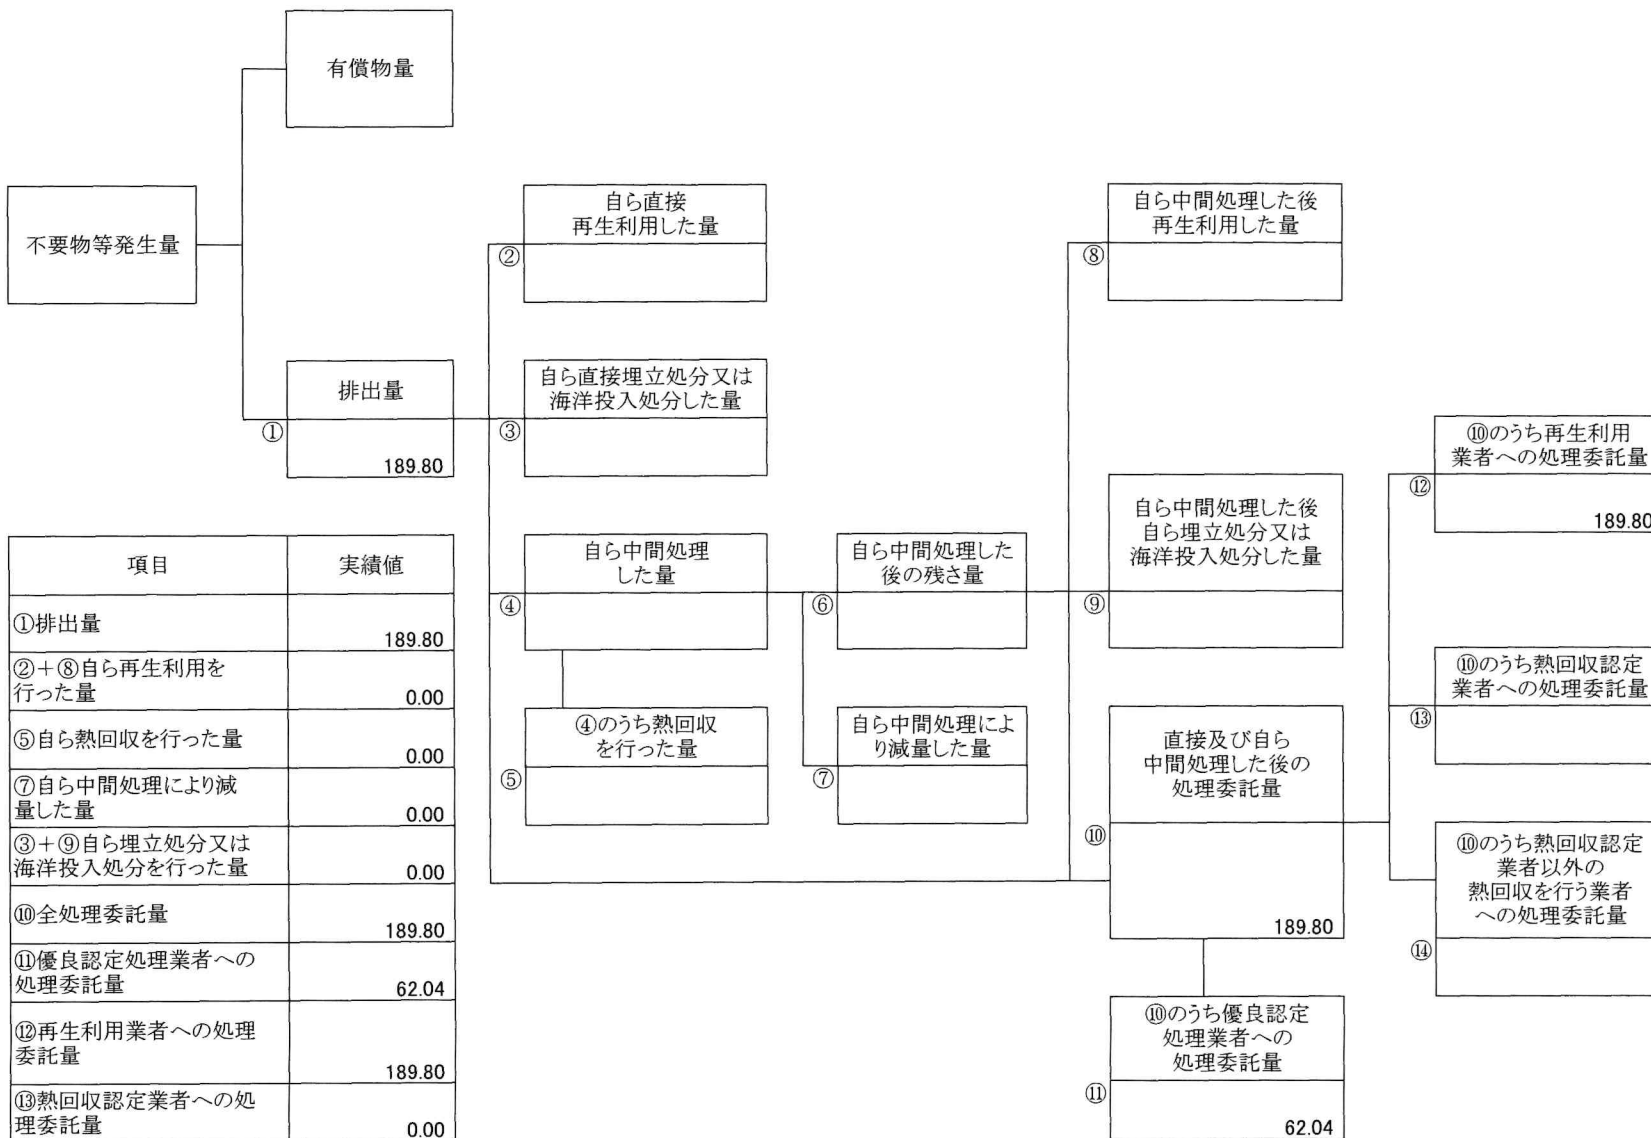 有償物量
不要物等発生量
自ら直接
再生利用した量
②
自ら中間処理した後
再生利用した量
⑧
排出量
①
189.80
自ら直接埋立処分又は
海洋投入処分した量
③
⑩のうち再生利用
業者への処理委託量
⑫
189.80
自ら中間処理
した量
④
自ら中間処理した
後の残さ量
⑥
自ら中間処理した後
自ら埋立処分又は
海洋投入処分した量
⑨
⑩のうち熱回収認定
業者への処理委託量
⑬
④のうち熱回収
を行った量
⑤
自ら中間処理によ
り減量した量
⑦
直接及び自ら
中間処理した後の
処理委託量
⑩
189.80
⑩のうち熱回収認定
業者以外の
熱回収を行う業者
への処理委託量
⑭
⑩のうち優良認定
処理業者への
処理委託量
⑪
62.04
項目 実績値
①排出量
189.80
②+⑧自ら再生利用を
行った量
0.00
⑤自ら熱回収を行った量
0.00
⑦自ら中間処理により減
量した量
0.00
③+⑨自ら埋立処分又は
海洋投入処分を行った量
0.00
⑩全処理委託量
189.80
⑪優良認定処理業者への
処理委託量
62.04
⑫再生利用業者への処理
委託量
189.80
⑬熱回収認定業者への処
理委託量
0.00